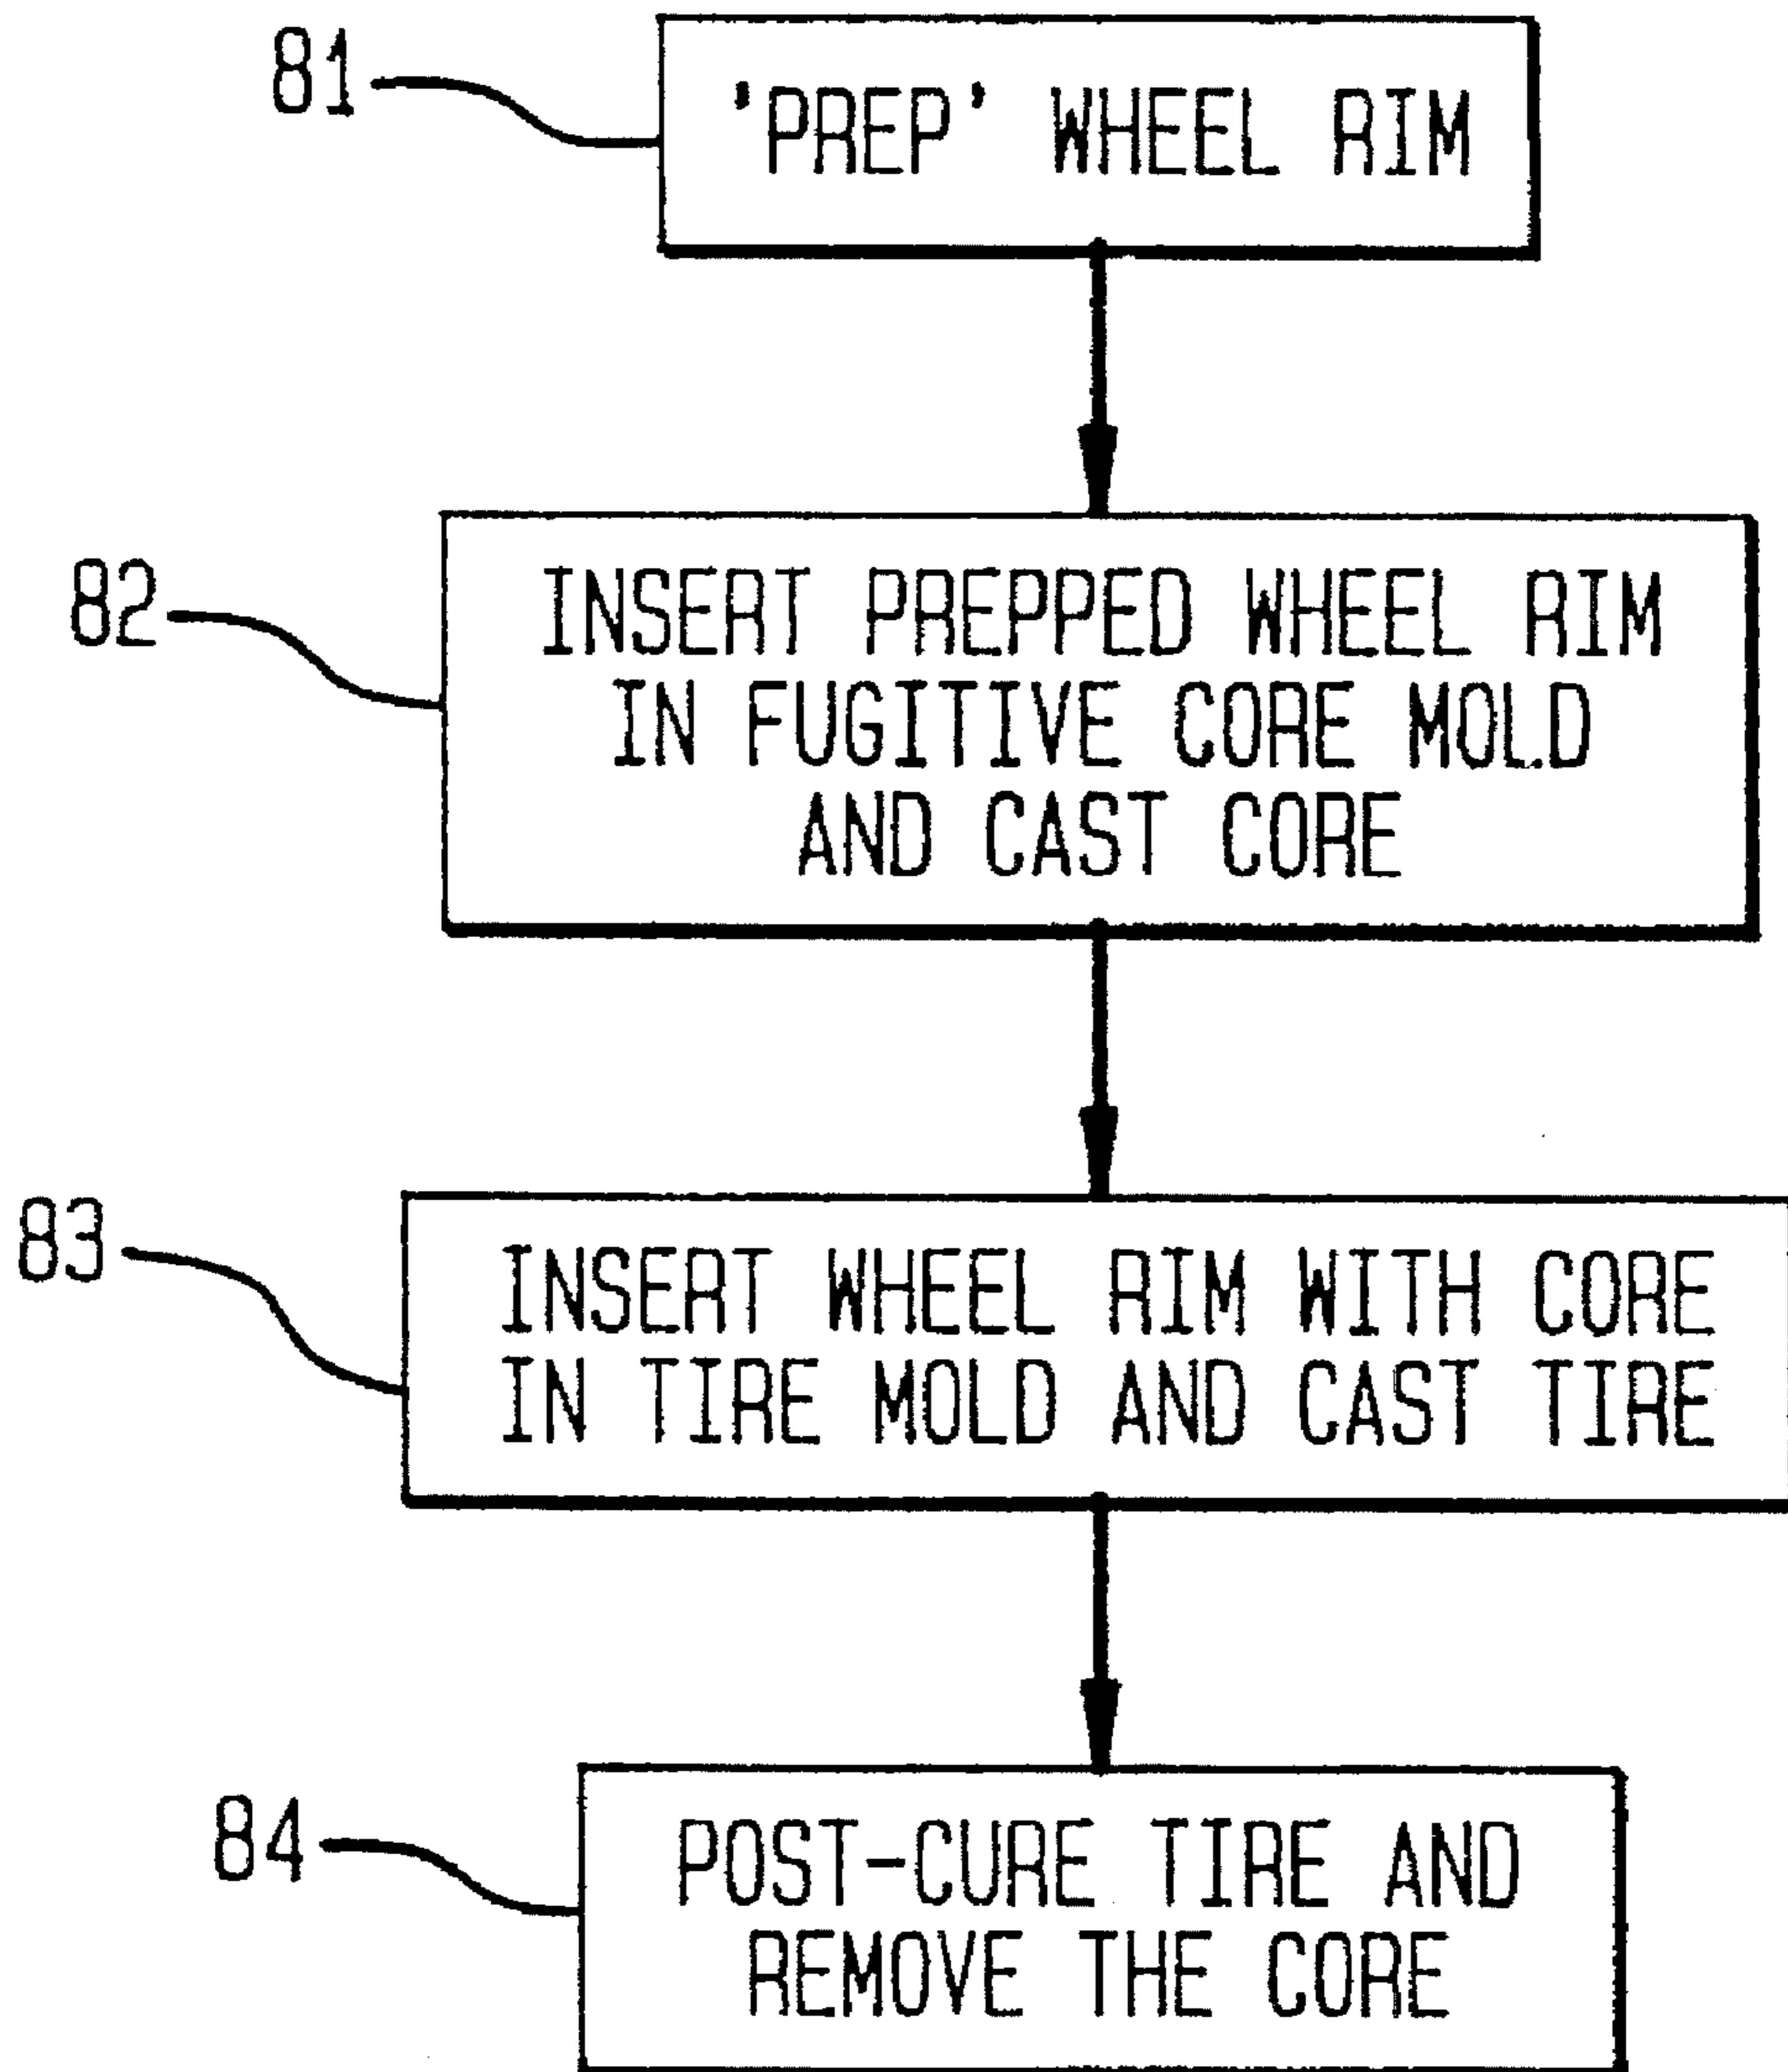 81
'PREP' WHEEL RIM
82
INSERT PREPPED WHEEL RIM
IN FUGITIVE CORE MOLD
AND CAST CORE
83
INSERT WHEEL RIM WITH CORE
IN TIRE MOLD AND CAST TIRE
84
POST-CURE TIRE AND
REMOVE THE CORE